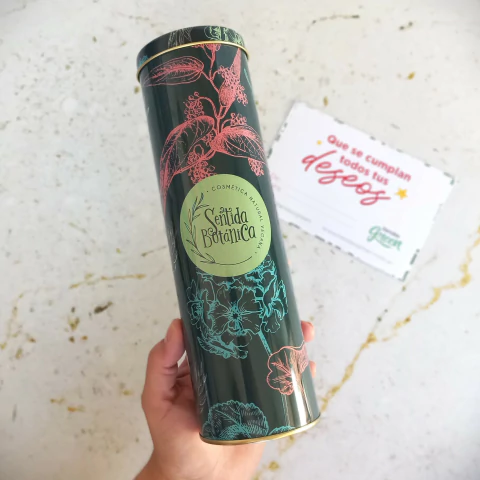 COSMÉTICA NATURAL VEGANA
Sentida
Botánica
Que se cumplan
todos tus
deseos
green